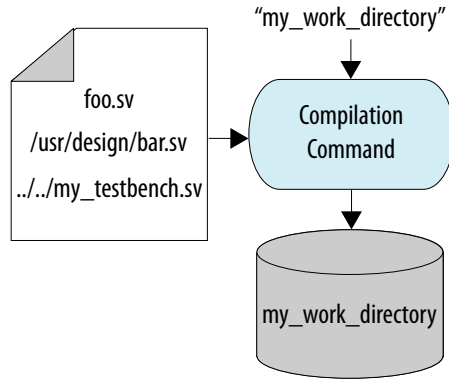 “my_work_directory”
foo.sv
/usr/design/bar.sv
../../my_testbench.sv
Compilation
Command
my_work_directory